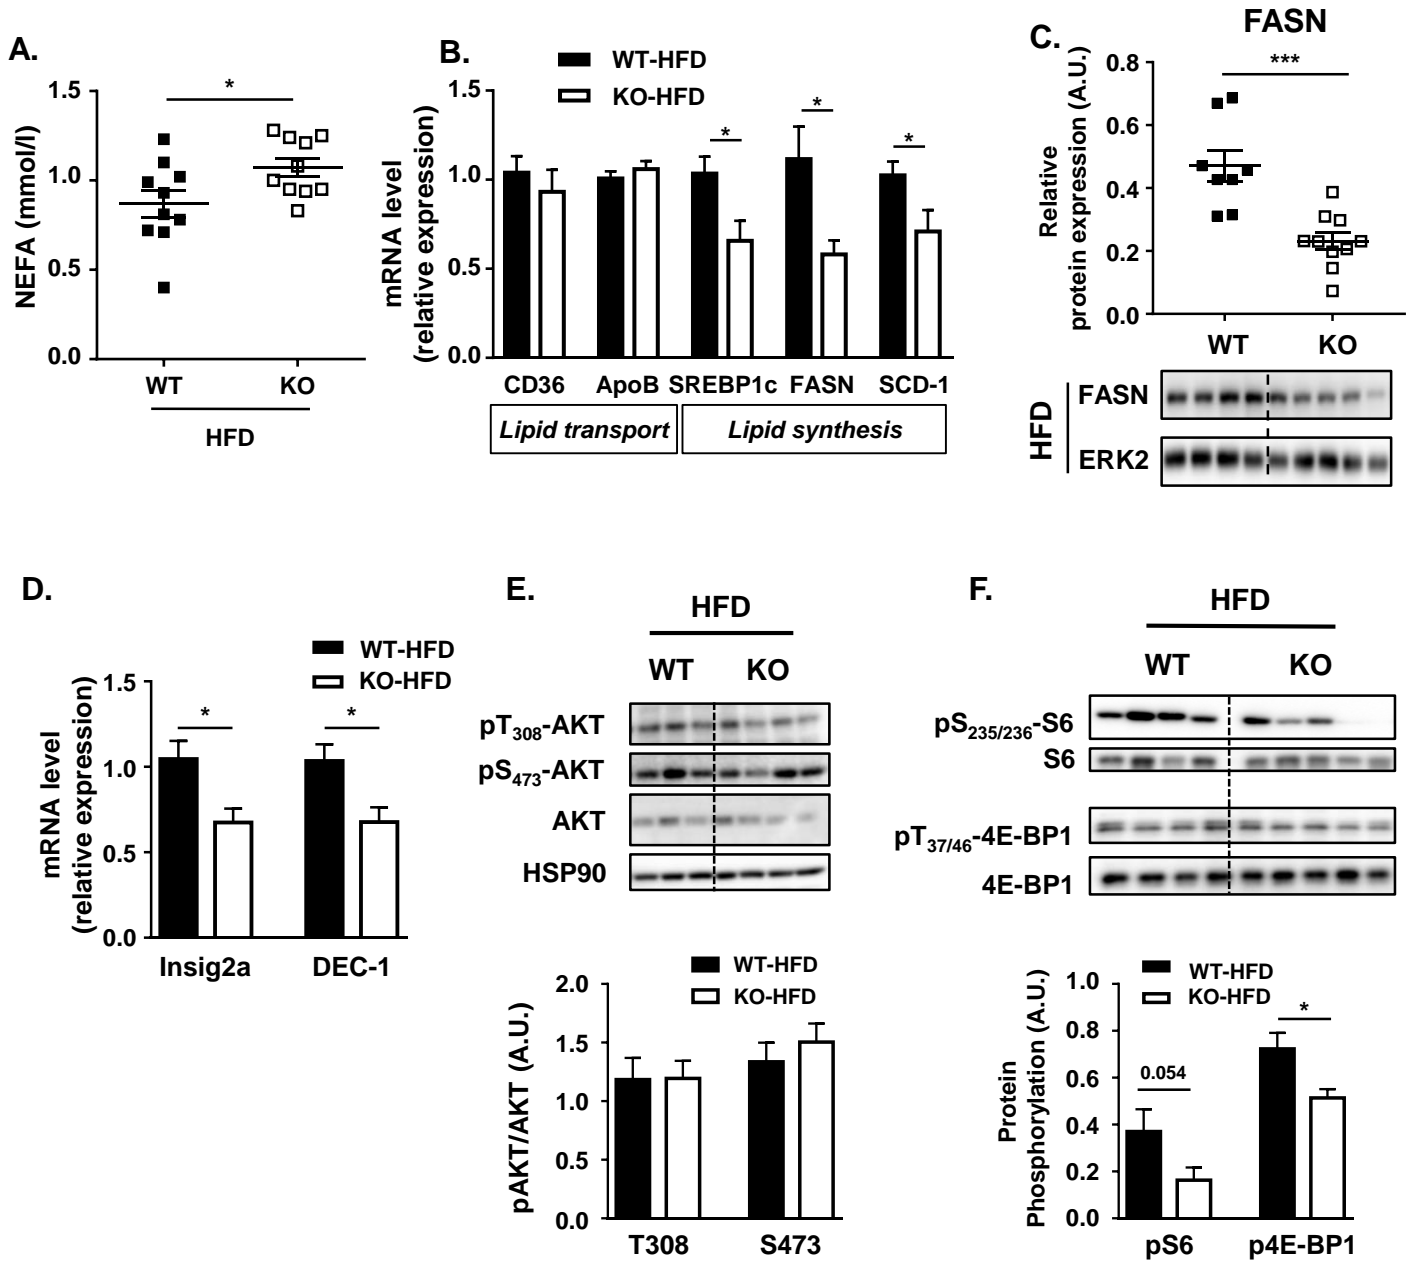 A.
NEFA (mmol/l)
1.5
1.0
0.5
0.0
*
WT
KO
HFD
B.
WT-HFD
KO-HFD
mRNA level
(relative expression)
1.5
1.0
0.5
0.0
*
*
*
CD36
ApoB
SREBP1c
FASN
SCD-1
Lipid transport
Lipid synthesis
C.
FASN
Relative
protein expression (A.U.)
0.8
0.6
0.4
0.2
0.0
***
WT
KO
HFD
FASN
ERK2
D.
WT-HFD
KO-HFD
mRNA level
(relative expression)
1.5
1.0
0.5
0.0
*
*
Insig2a
DEC-1
E.
HFD
WT
KO
pT308-AKT
pS473-AKT
AKT
HSP90
WT-HFD
KO-HFD
pAKT/AKT (A.U.)
2.0
1.5
1.0
0.5
0.0
T308
S473
F.
HFD
WT
KO
pS235/236-S6
S6
pT37/46-4E-BP1
4E-BP1
WT-HFD
KO-HFD
Protein
Phosphorylation (A.U.)
1.0
0.8
0.6
0.4
0.2
0.0
0.054
*
pS6
p4E-BP1